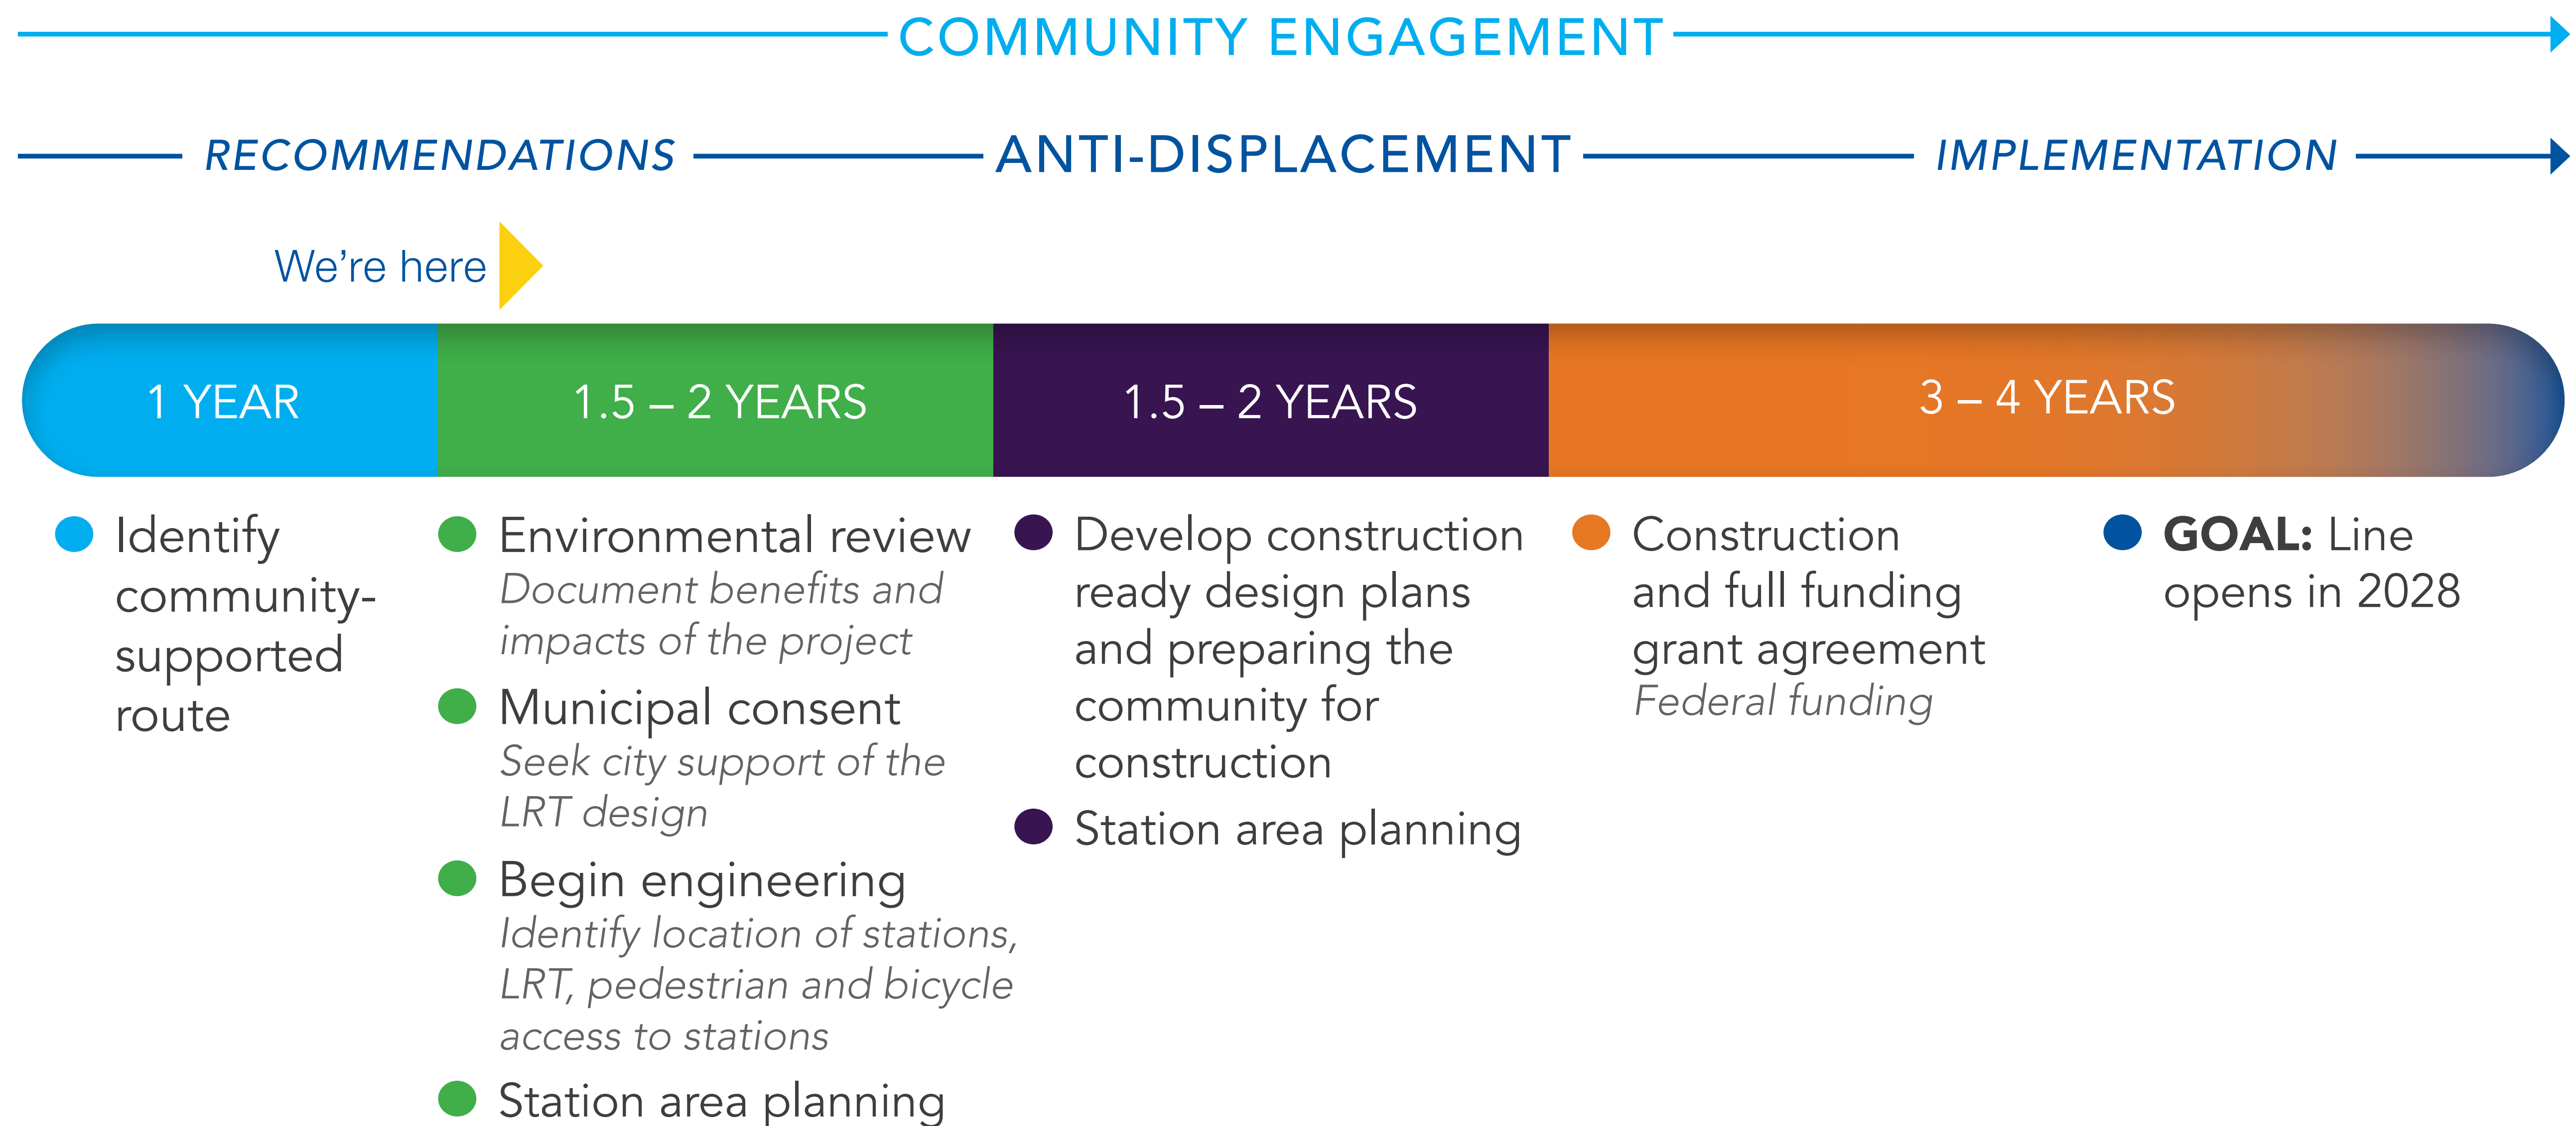 COMMUNITY ENGAGEMENT
RECOMMENDATIONS
ANTI-DISPLACEMENT
IMPLEMENTATION
We’re here
1 YEAR
1.5 – 2 YEARS
1.5 – 2 YEARS
3 – 4 YEARS
Identify
community-
supported
route
Environmental review
Document benefits and
impacts of the project
Municipal consent
Seek city support of the
LRT design
Begin engineering
Identify location of stations,
LRT, pedestrian and bicycle
access to stations
Station area planning
Develop construction
ready design plans
and preparing the
community for
construction
Station area planning
Construction
and full funding
grant agreement
Federal funding
GOAL: Line
opens in 2028